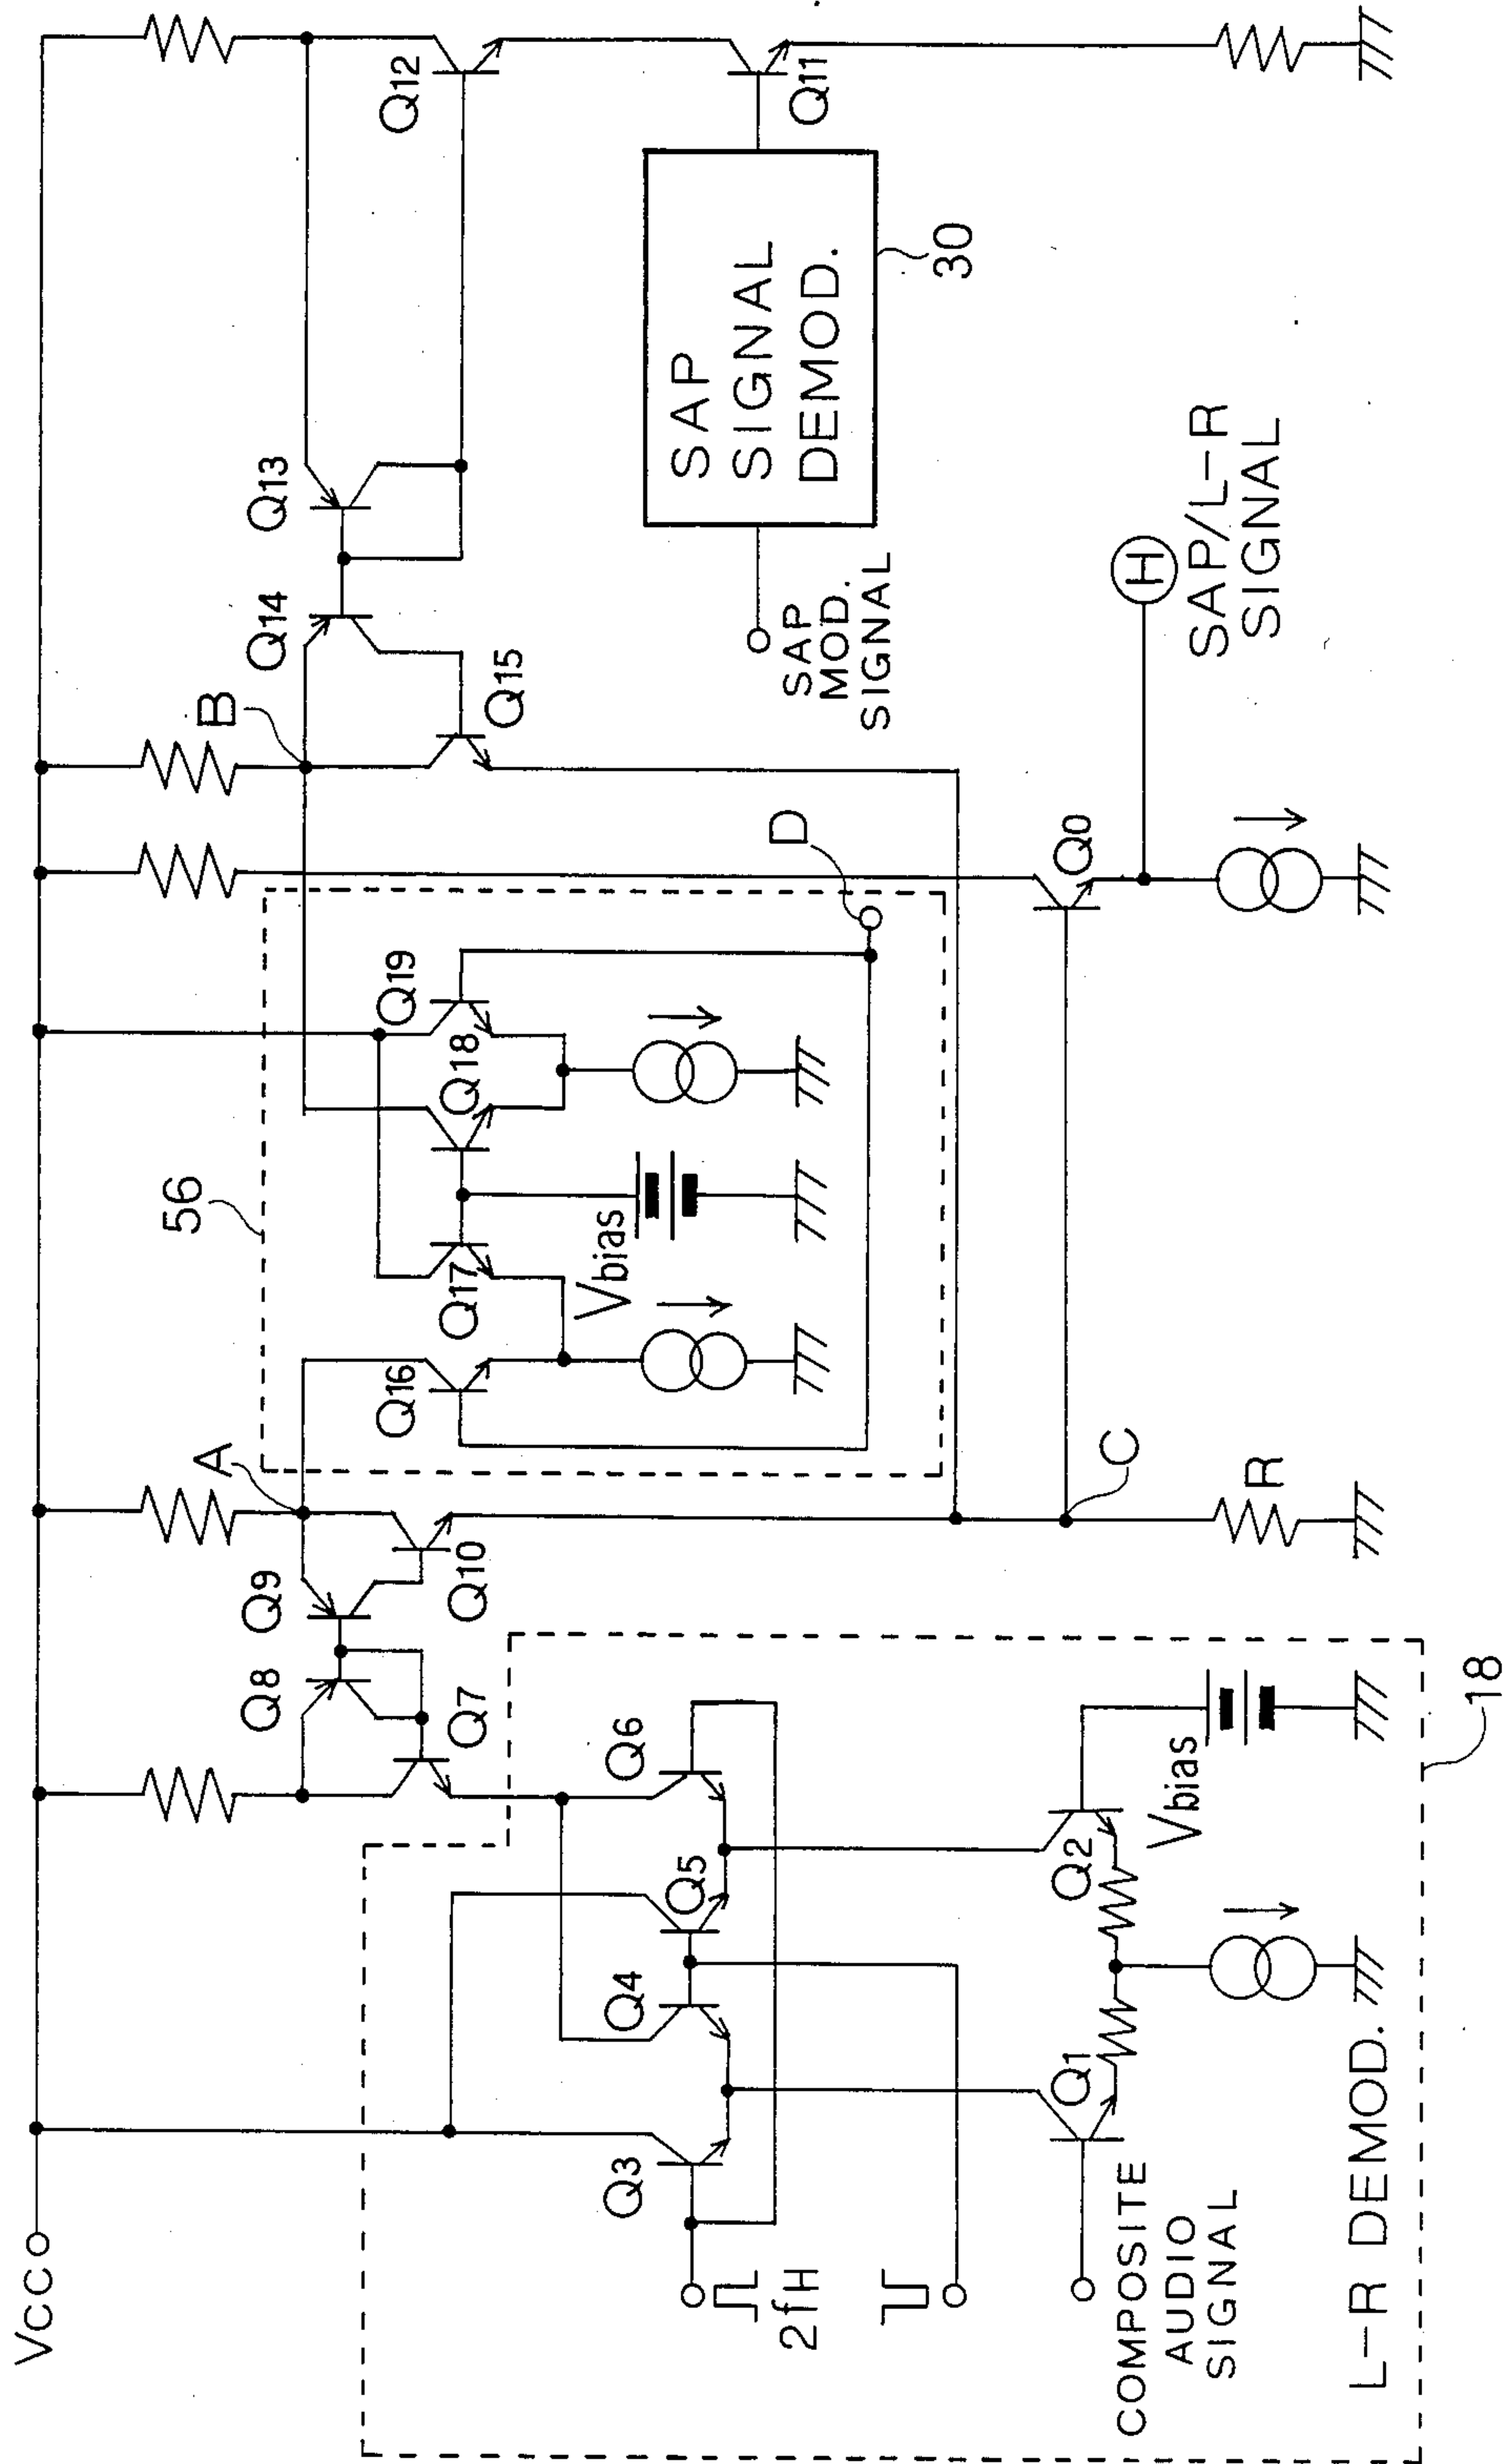 Vcc
Q8
Q9
A
56
B
Q14
Q13
Q12
Q7
Q10
Q16
Q17
Vbias
Q18
Q19
D
Q15
Q11
Q3
Q4
Q5
Q6
SAP
MOD.
SIGNAL
SAP
SIGNAL
DEMOD.
30
2fH
COMPOSITE
AUDIO
SIGNAL
Q1
Q2
Vbias
C
R
Q0
H
SAP/L-R
SIGNAL
L-R DEMOD.
18